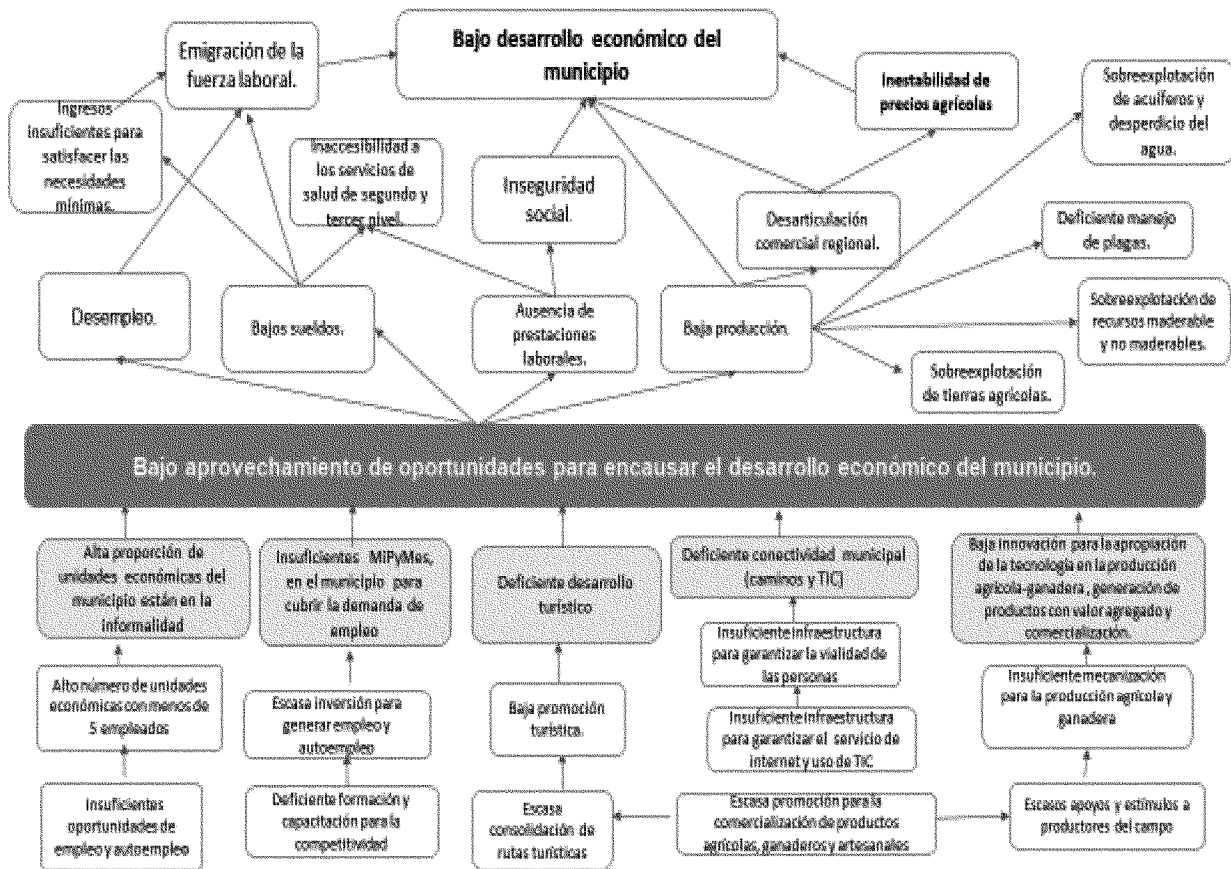 Emigración de la
fuerza laboral.
Bajo desarrollo económico del
municipio
Inestabilidad de
precios agrícolas
Sobreexplotación
de acuíferos y
desperdicio del
agua.
Ingresos
insuficientes para
satisfacer las
necesidades
mínimas.
Inaccesibilidad a
los servicios de
salud de segundo y
tercer nivel.
Inseguridad
social.
Desarticulación
comercial regional.
Deficiente manejo
de plagas.
Desempleo.
Bajos sueldos.
Ausencia de
prestaciones
laborales.
Baja producción.
Sobreexplotación de
recursos maderable
y no maderables.
Sobreexplotación
de tierras agrícolas.
Bajo aprovechamiento de oportunidades para encausar el desarrollo económico del municipio.
Alta proporción de
unidades económicas del
municipio están en la
informalidad
Insuficientes MiPyMes,
en el municipio para
cubrir la demanda de
empleo
Deficiente desarrollo
turístico
Deficiente conectividad municipal
(caminos y TIC)
Baja innovación para la apropiación
de la tecnología en la producción
agrícola-ganadera, generación de
productos con valor agregado y
comercialización.
Alto número de unidades
económicas con menos de
5 empleados
Escasa inversión para
generar empleo y
autoempleo
Baja promoción
turística.
Insuficiente infraestructura
para garantizar la vialidad de
las personas
Insuficiente infraestructura
para garantizar el servicio de
internet y uso de TIC
Insuficiente mecanización
para la producción agrícola y
ganadera
Insuficientes
oportunidades de
empleo y autoempleo
Deficiente formación y
capacitación para la
competitividad
Escasa
consolidación de
rutas turísticas
Escasa promoción para la
comercialización de productos
agrícolas, ganaderos y artesanales
Escasos apoyos y estímulos a
productores del campo